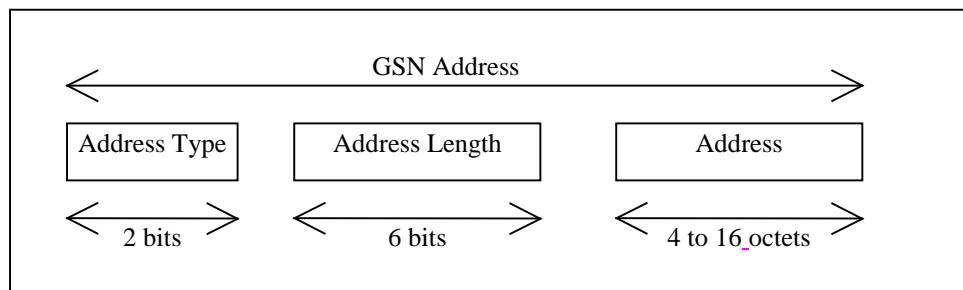 GSN Address
Address Type Address Length Address
2 bits 6 bits 4 to 16 octets